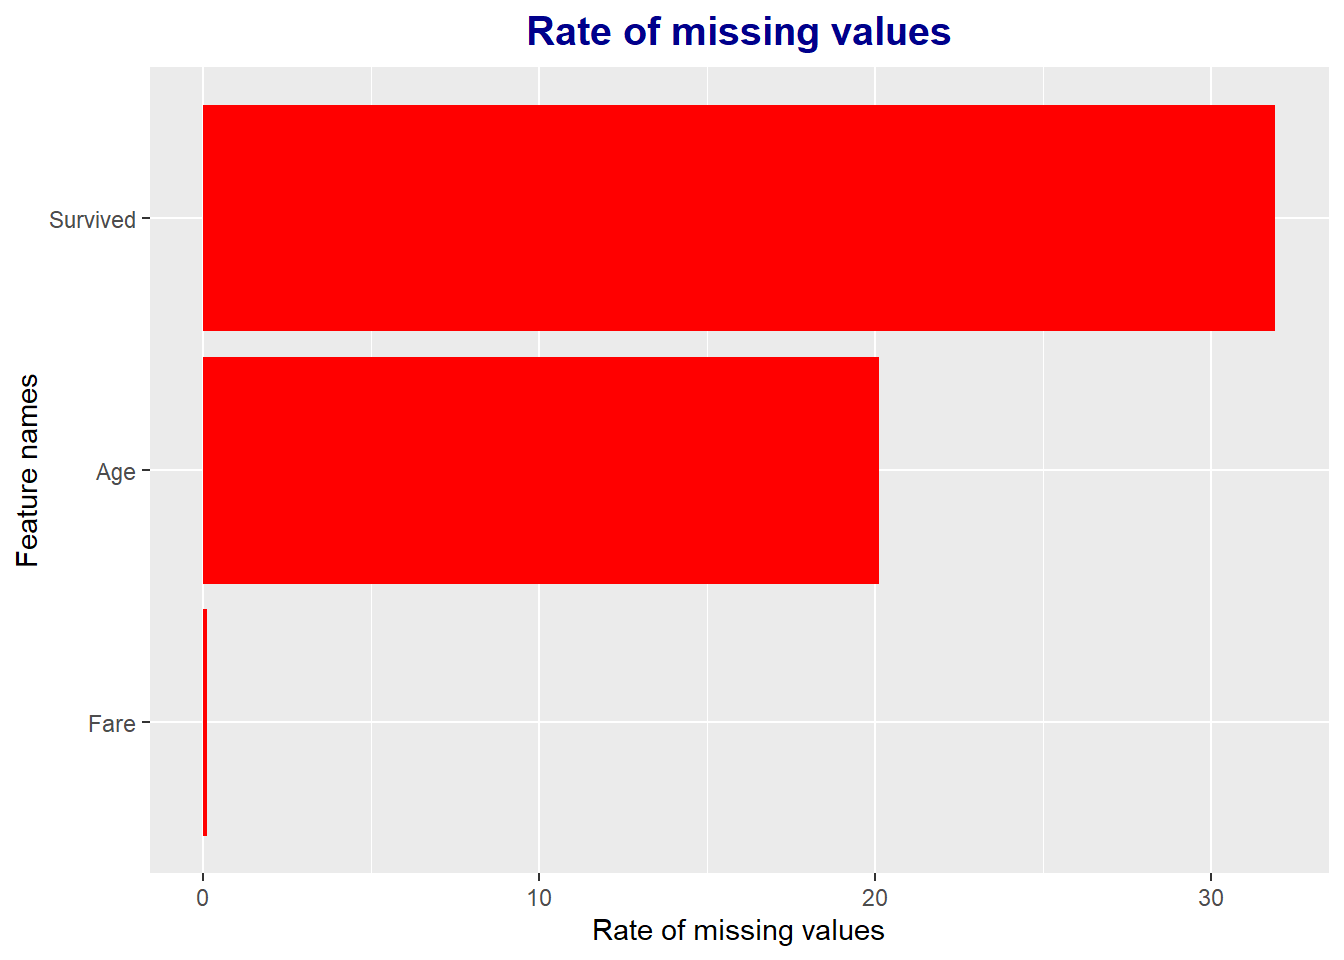 Rate of missing values
Survived
Age
Fare
Feature names
0 10 20 30
Rate of missing values